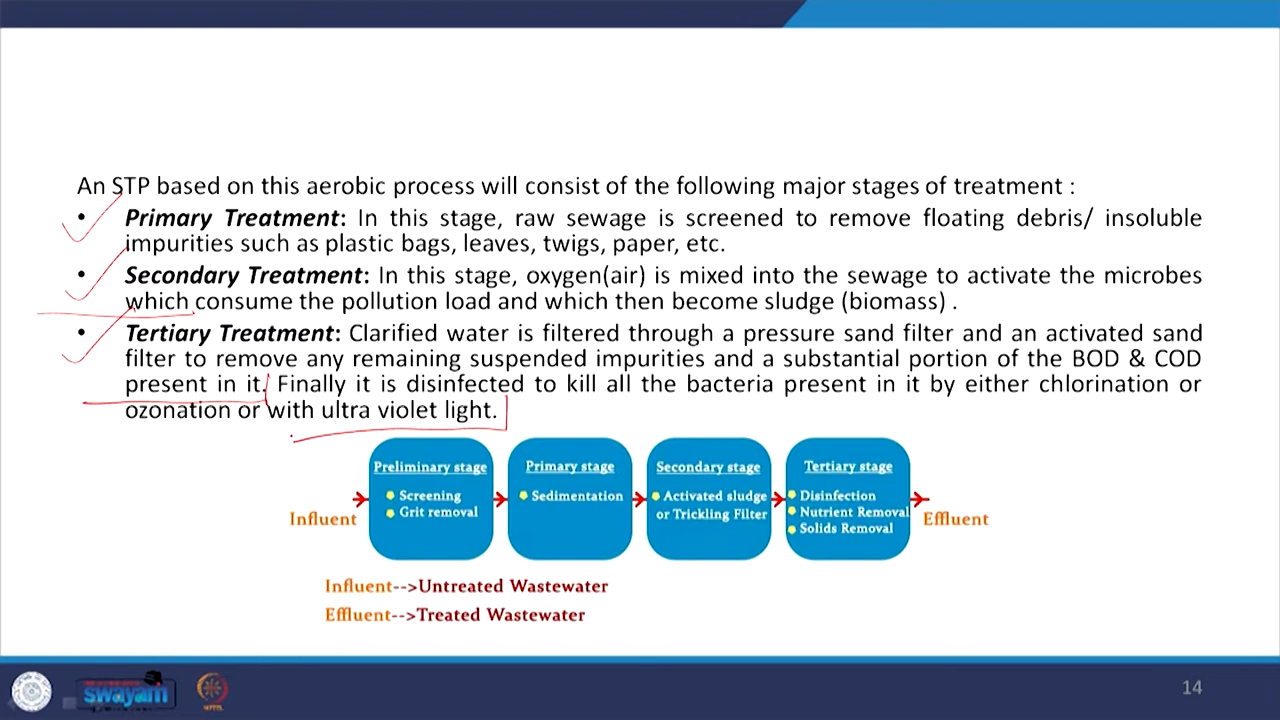 An STP based on this aerobic process will consist of the following major stages of treatment :
• Primary Treatment: In this stage, raw sewage is screened to remove floating debris/ insoluble
impurities such as plastic bags, leaves, twigs, paper, etc.
• Secondary Treatment: In this stage, oxygen(air) is mixed into the sewage to activate the microbes
which consume the pollution load and which then become sludge (biomass) .
• Tertiary Treatment: Clarified water is filtered through a pressure sand filter and an activated sand
filter to remove any remaining suspended impurities and a substantial portion of the BOD & COD
present in it. Finally it is disinfected to kill all the bacteria present in it by either chlorination or
ozonation or with ultra violet light.
Influent
Preliminary stage
Screening
Grit removal
Primary stage
Sedimentation
Secondary stage
Activated sludge
or Trickling Filter
Tertiary stage
Disinfection
Nutrient Removal
Solids Removal
Effluent
Influent-->Untreated Wastewater
Effluent-->Treated Wastewater
swayam
14